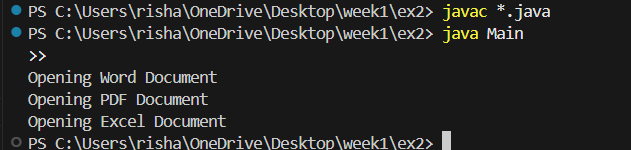 PS C:\Users\risha\OneDrive\Desktop\week1\ex2> javac *.java
PS C:\Users\risha\OneDrive\Desktop\week1\ex2> java Main
>>
Opening Word Document
Opening PDF Document
Opening Excel Document
PS C:\Users\risha\OneDrive\Desktop\week1\ex2>